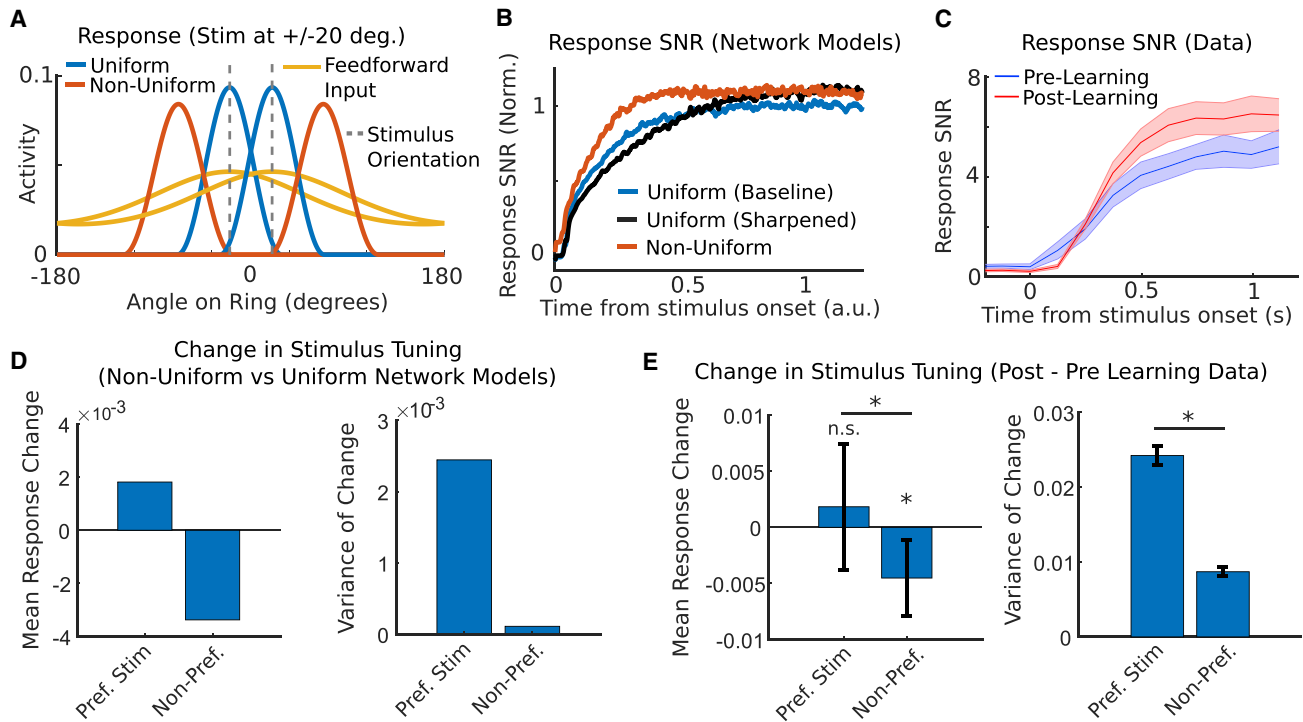 A
Response (Stim at +/-20 deg.)
Uniform
Non-Uniform
Feedforward
Input
Stimulus
Orientation
0.1
0
Activity
-180
0
180
Angle on Ring (degrees)
B
Response SNR (Network Models)
Response SNR (Norm.)
1
0
Uniform (Baseline)
Uniform (Sharpened)
Non-Uniform
0
0.5
1
Time from stimulus onset (a.u.)
C
Response SNR (Data)
Pre-Learning
Post-Learning
Response SNR
8
4
0
0
0.5
1
Time from stimulus onset (s)
D
Change in Stimulus Tuning
(Non-Uniform vs Uniform Network Models)
×10-3
Mean Response Change
4
2
0
-2
-4
Pref. Stim
Non-Pref.
×10-3
Variance of Change
3
2
1
0
Pref. Stim
Non-Pref.
E
Change in Stimulus Tuning (Post - Pre Learning Data)
Mean Response Change
0.01
0.005
0
-0.005
-0.01
*
n.s.
*
Pref. Stim
Non-Pref.
Variance of Change
0.03
0.02
0.01
0
*
Pref. Stim
Non-Pref.